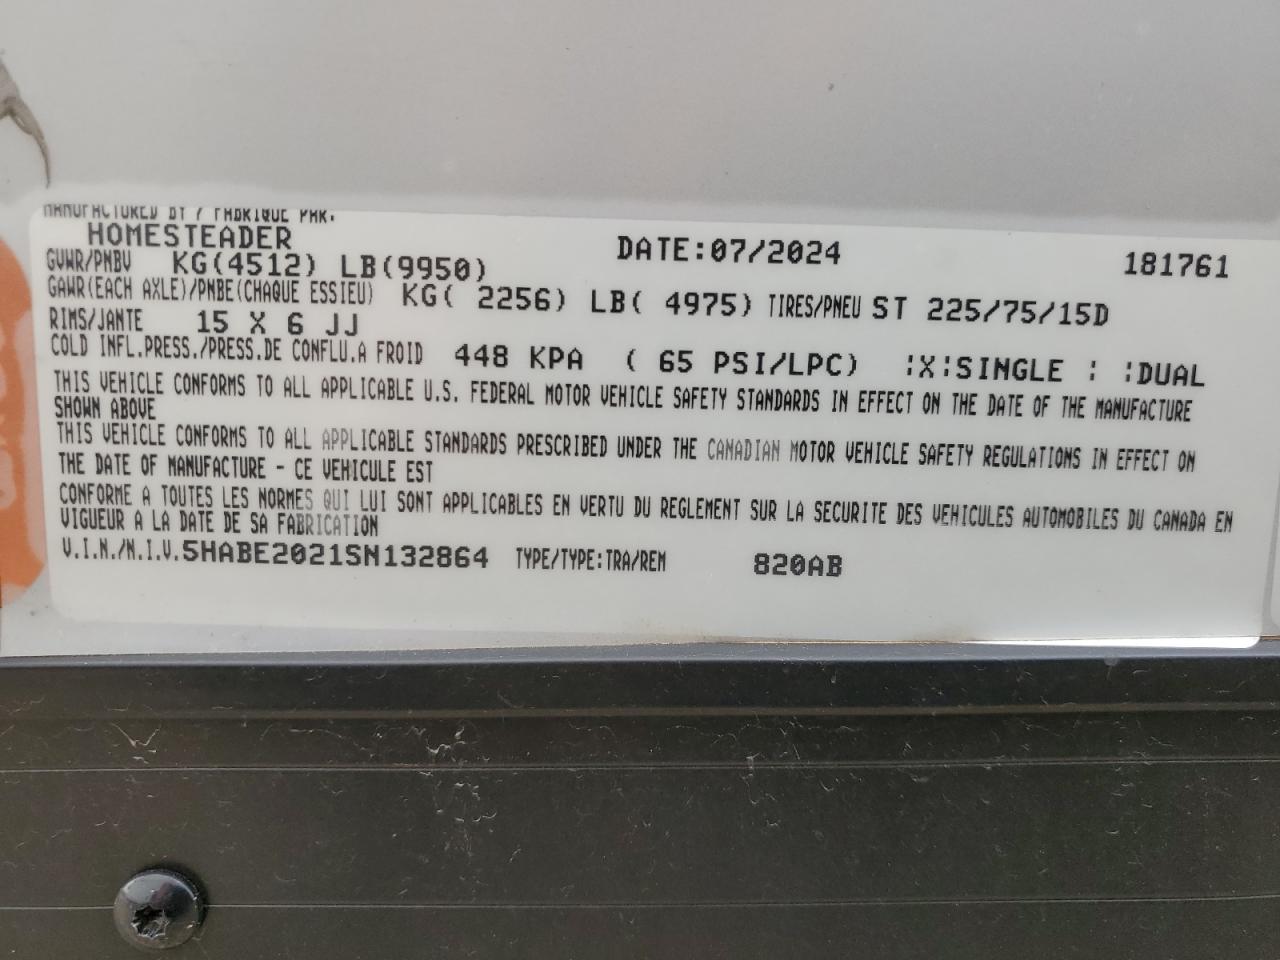 MANUFACTURED BY / FABRIQUE PAR.
HOMESTEADER DATE:07/2024 181761
GVWR/PNBV KG(4512) LB(9950)
GAWR(EACH AXLE)/PNBE(CHAQUE ESSIEU) KG( 2256) LB( 4975) TIRES/PNEU ST 225/75/15D
RIMS/JANTE 15 X 6 JJ
COLD INFL.PRESS./PRESS.DE CONFLU.A FROID 448 KPA ( 65 PSI/LPC) :X:SINGLE : :DUAL
THIS VEHICLE CONFORMS TO ALL APPLICABLE U.S. FEDERAL MOTOR VEHICLE SAFETY STANDARDS IN EFFECT ON THE DATE OF THE MANUFACTURE
SHOWN ABOVE
THIS VEHICLE CONFORMS TO ALL APPLICABLE STANDARDS PRESCRIBED UNDER THE CANADIAN MOTOR VEHICLE SAFETY REGULATIONS IN EFFECT ON
THE DATE OF MANUFACTURE - CE VEHICULE EST
CONFORME A TOUTES LES NORMES QUI LUI SONT APPLICABLES EN VERTU DU REGLEMENT SUR LA SECURITE DES VEHICULES AUTOMOBILES DU CANADA EN
VIGUEUR A LA DATE DE SA FABRICATION
V.I.N./N.I.V.5HABE2021SN132864 TYPE/TYPE:TRA/REM 820AB